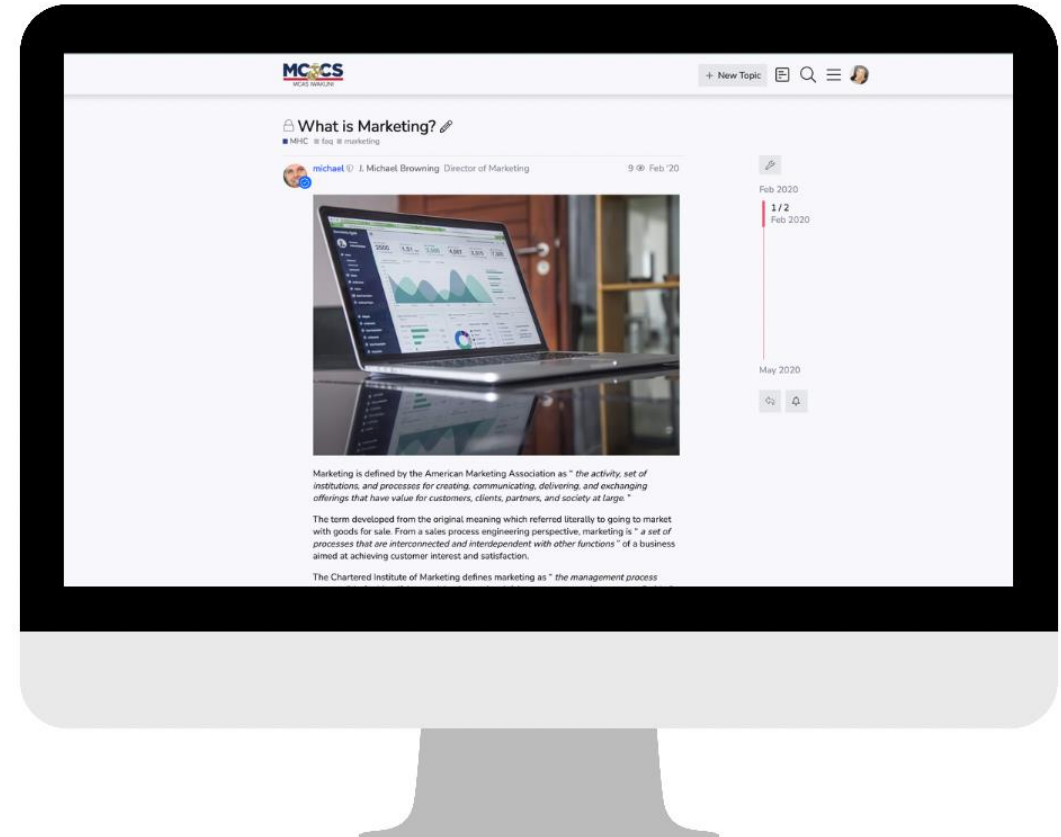 MCCS
MCAS IWAKUNI
+ New Topic
What is Marketing?
MHC faq marketing
michael J. Michael Browning Director of Marketing 9 Feb '20
Feb 2020
1 / 2
Feb 2020
May 2020
Marketing is defined by the American Marketing Association as " the activity, set of
institutions, and processes for creating, communicating, delivering, and exchanging
offerings that have value for customers, clients, partners, and society at large. "
The term developed from the original meaning which referred literally to going to market
with goods for sale. From a sales process engineering perspective, marketing is " a set of
processes that are interconnected and interdependent with other functions " of a business
aimed at achieving customer interest and satisfaction.
The Chartered Institute of Marketing defines marketing as " the management process